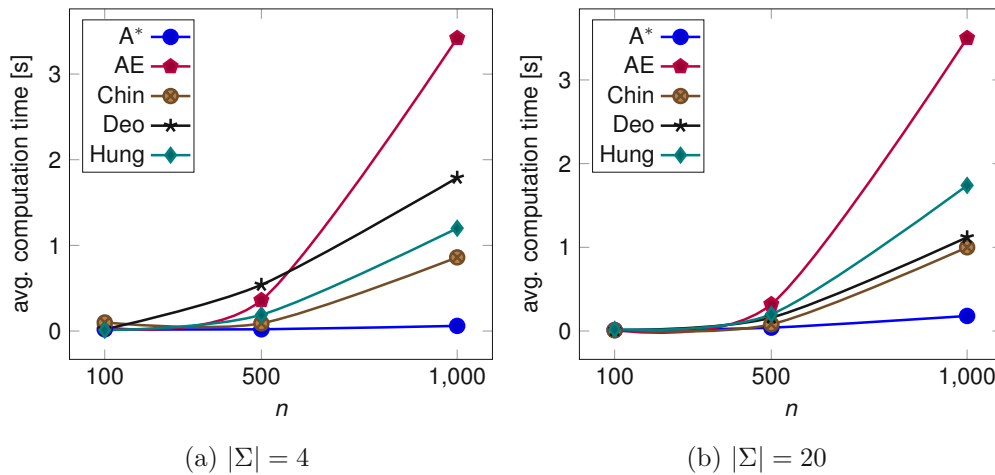 avg. computation time [s]
3
2
1
0
A*
AE
Chin
Deo
Hung
100
500
1,000
n
(a) |Σ| = 4
avg. computation time [s]
3
2
1
0
A*
AE
Chin
Deo
Hung
100
500
1,000
n
(b) |Σ| = 20